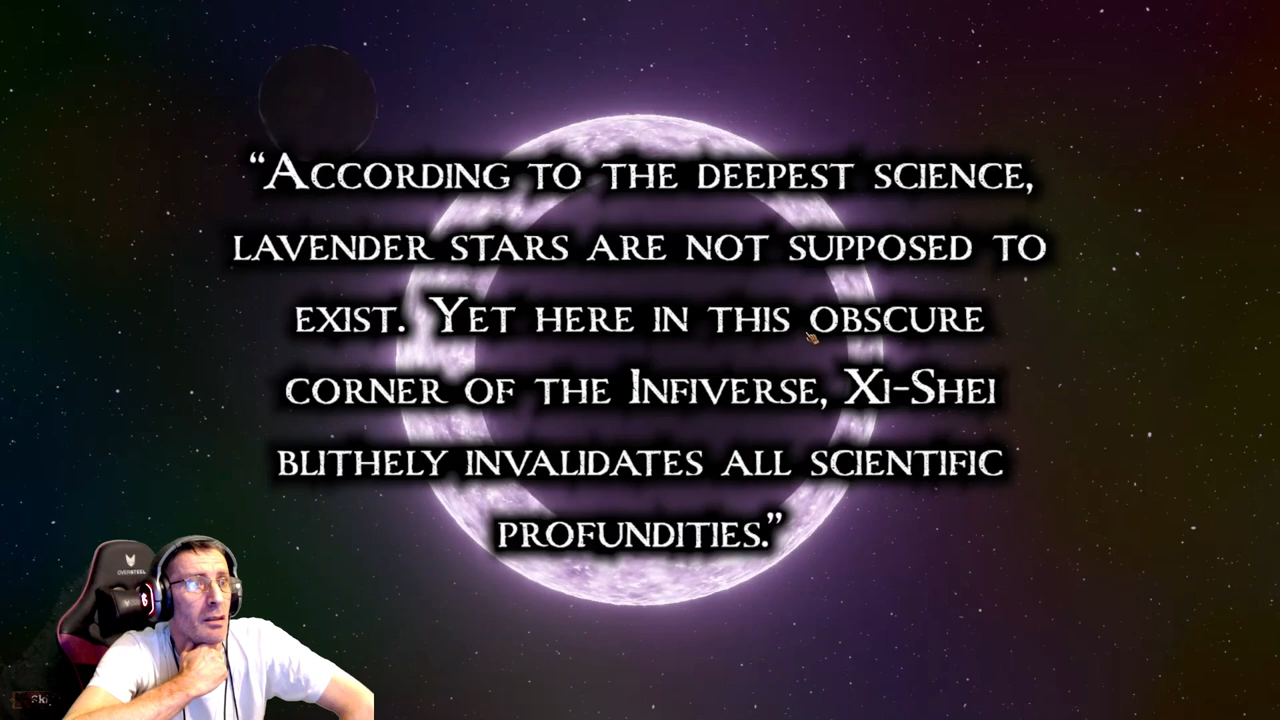 “According to the deepest science,
lavender stars are not supposed to
exist. Yet here in this obscure
corner of the Infiverse, Xi-Shei
blithely invalidates all scientific
profundities.”
OVERSTEEL